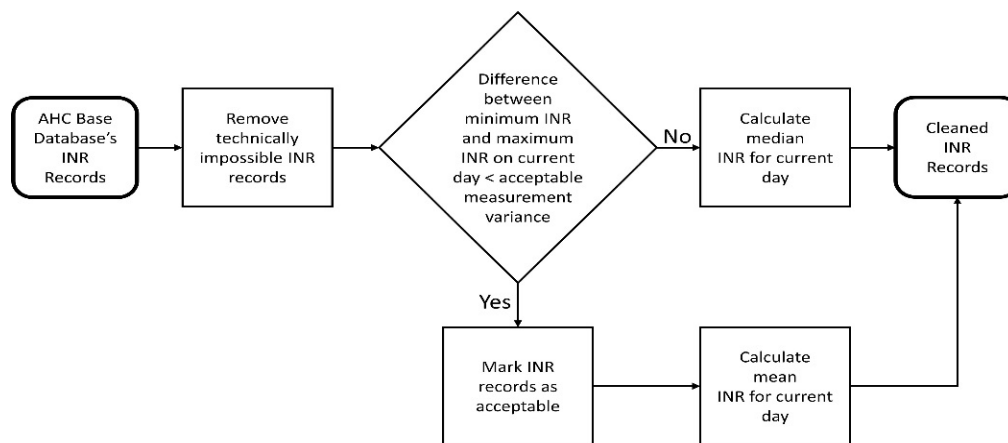 AHC Base
Database's
INR
Records
Remove
technically
impossible INR
records
Difference
between
minimum INR
and maximum
INR on current
day < acceptable
measurement
variance
No
Calculate
median
INR for current
day
Cleaned
INR
Records
Yes
Mark INR
records as
acceptable
Calculate
mean
INR for current
day